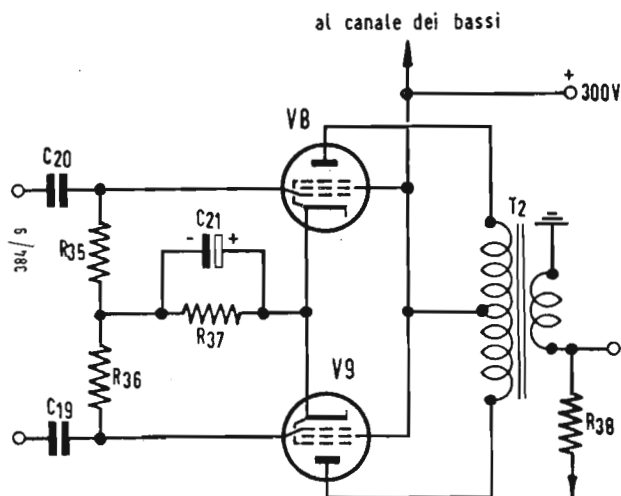 al canale dei bassi
+
300V
V8
C20
T2
C21
- +
384/9
R35
R37
R36
V9
C19
R38